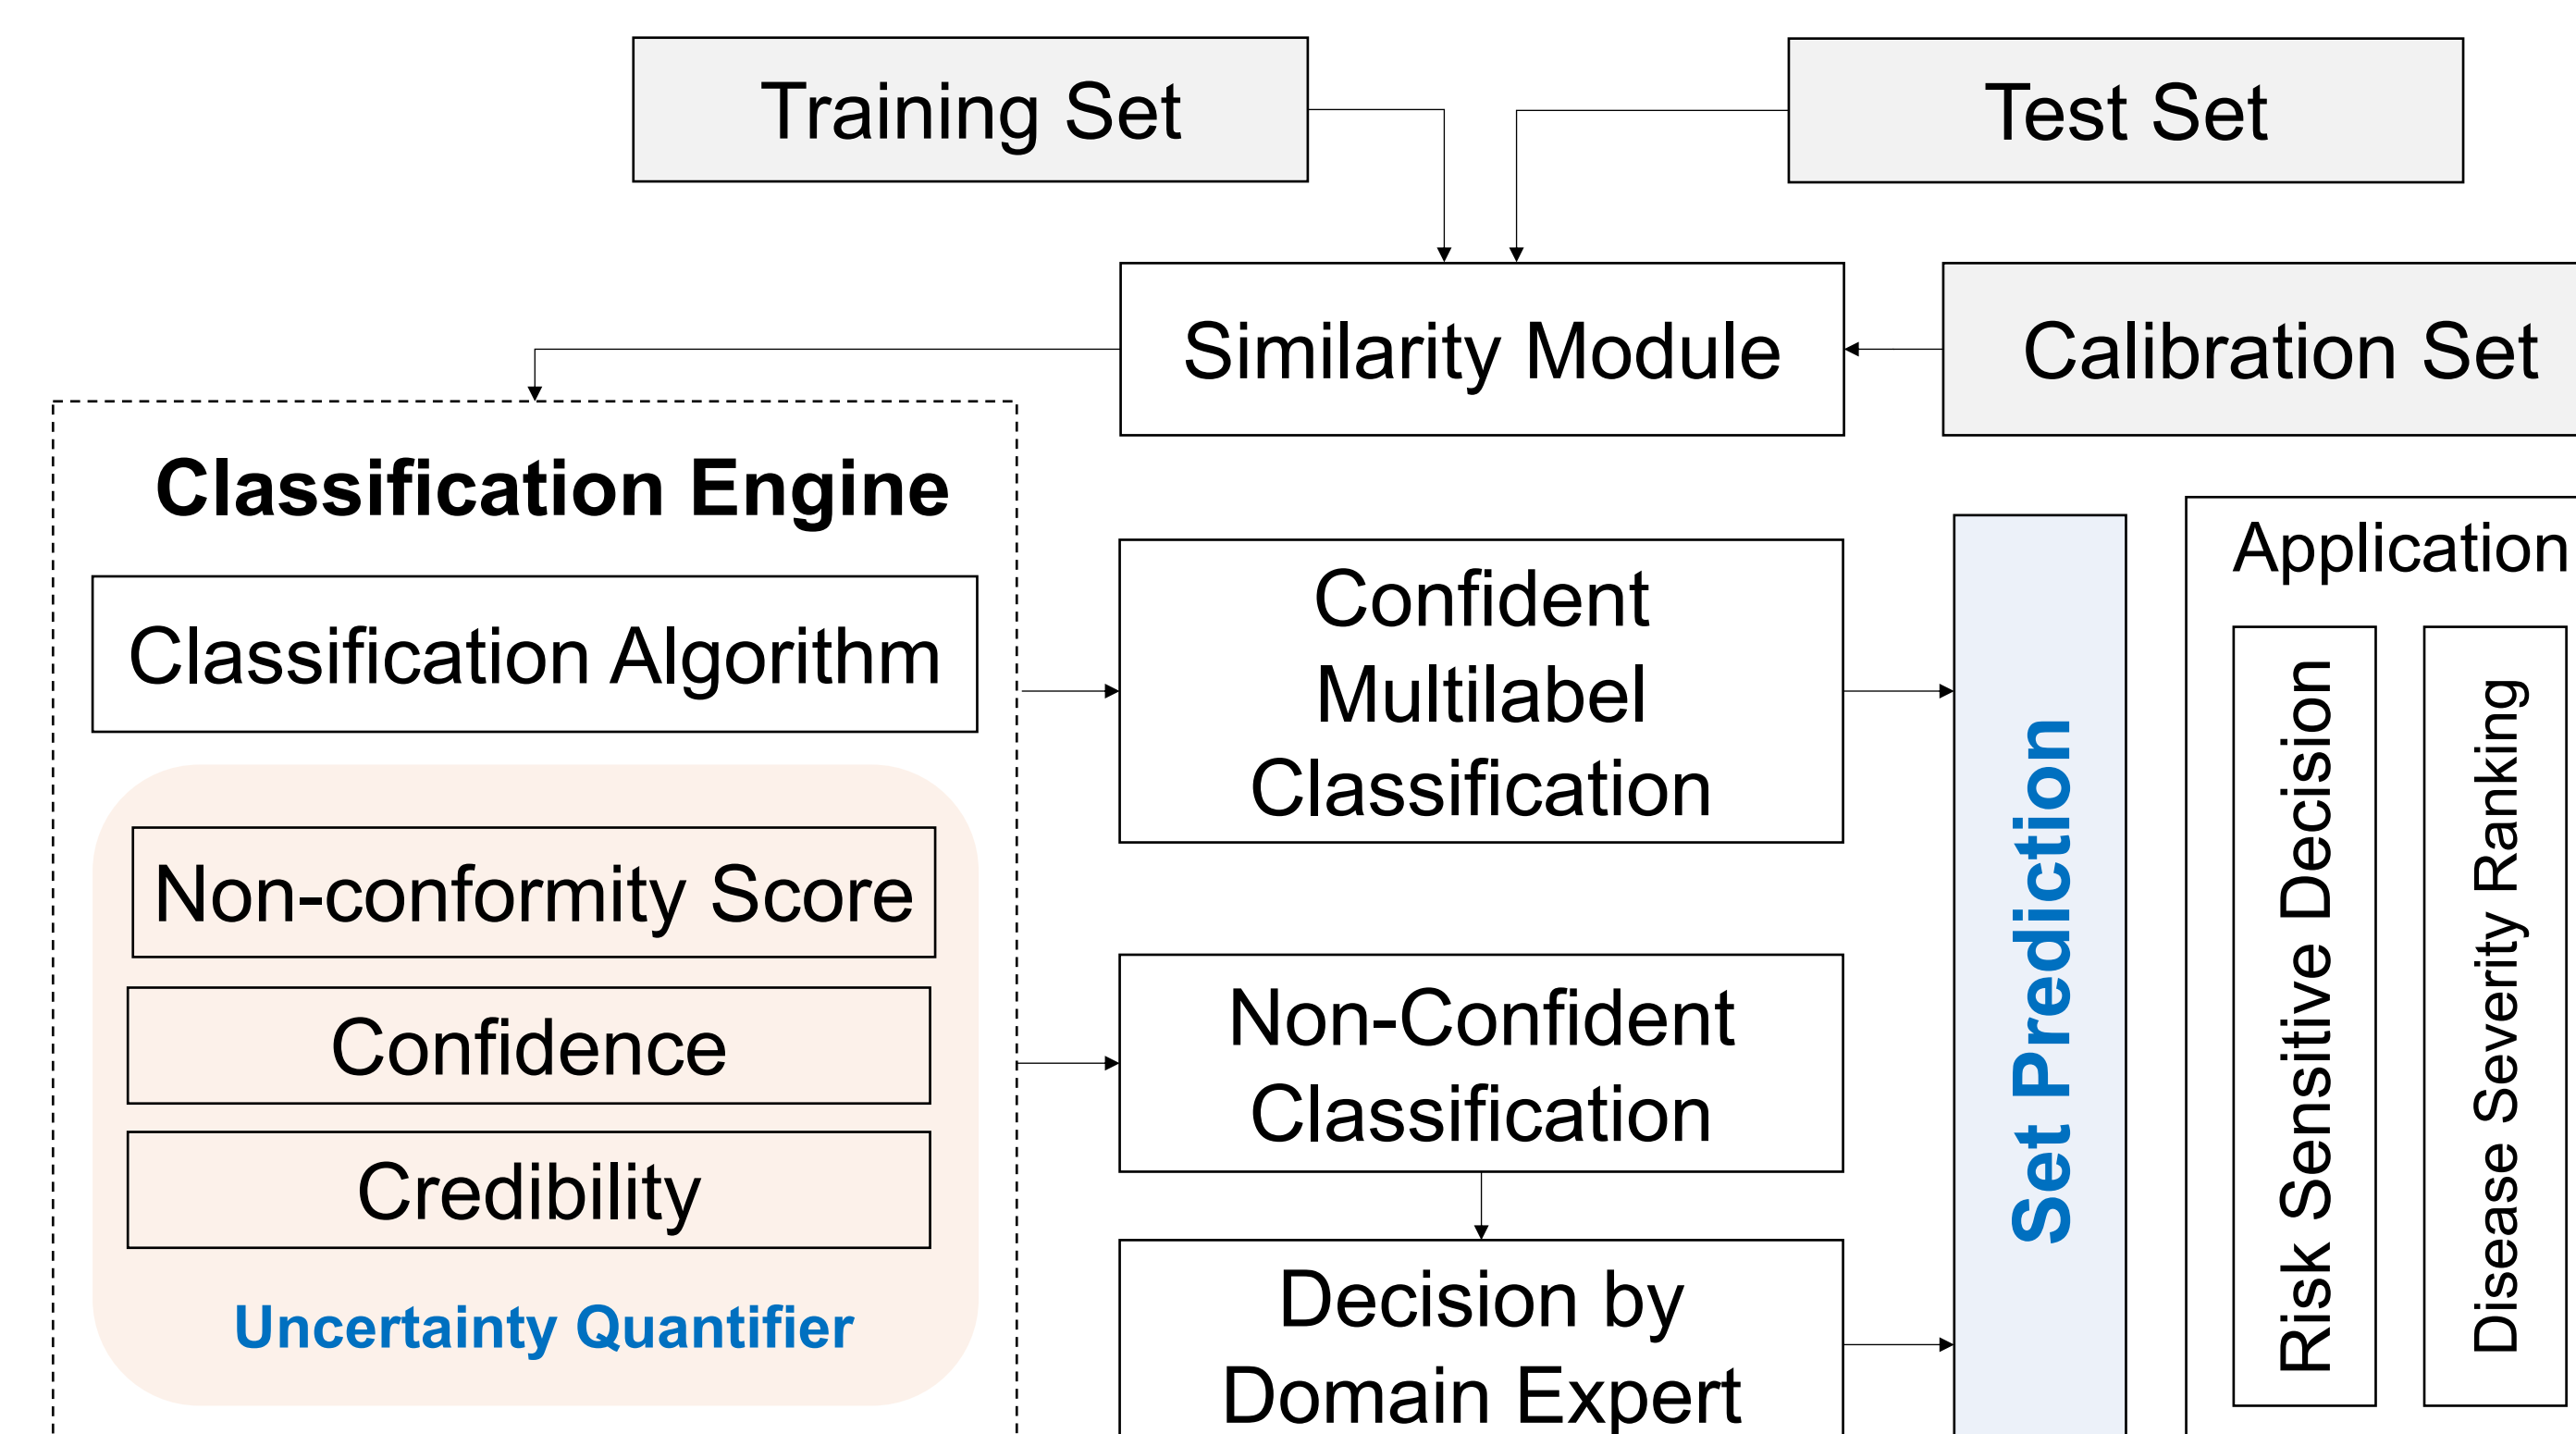 Training Set
Test Set
Similarity Module
Calibration Set
Classification Engine
Classification Algorithm
Non-conformity Score
Confidence
Credibility
Uncertainty Quantifier
Confident
Multilabel
Classification
Non-Confident
Classification
Decision by
Domain Expert
Set Prediction
Application
Risk Sensitive Decision
Disease Severity Ranking